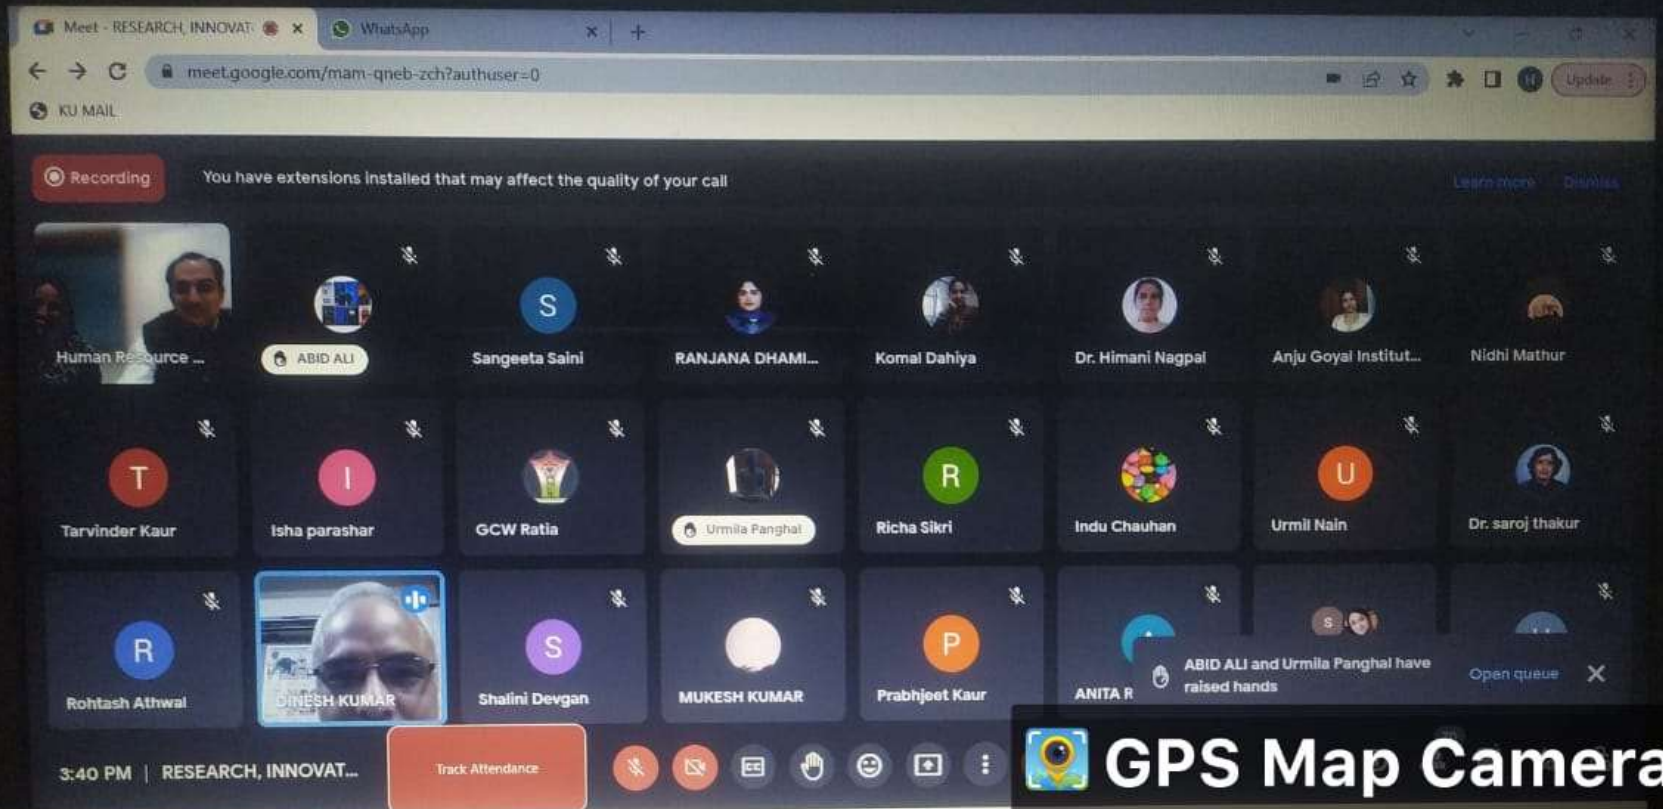 Meet - RESEARCH, INNOVAT
WhatsApp
meet.google.com/mam-qneb-zch?authuser=0
Update
KU MAIL
Recording
You have extensions installed that may affect the quality of your call
Learn more
Dismiss
Human Resource ...
ABID ALI
S
Sangeeta Saini
RANJANA DHAMI...
Komal Dahiya
Dr. Himani Nagpal
Anju Goyal Institut...
Nidhi Mathur
T
Tarvinder Kaur
I
Isha parashar
GCW Ratia
Urmila Panghal
R
Richa Sikri
Indu Chauhan
U
Urmil Nain
Dr. saroj thakur
R
Rohtash Athwal
DINESH KUMAR
S
Shalini Devgan
MUKESH KUMAR
P
Prabhjeet Kaur
ANITA R
S
ABID ALI and Urmila Panghal have
raised hands
Open queue
3:40 PM | RESEARCH, INNOVAT...
Track Attendance
CC
GPS Map Camera